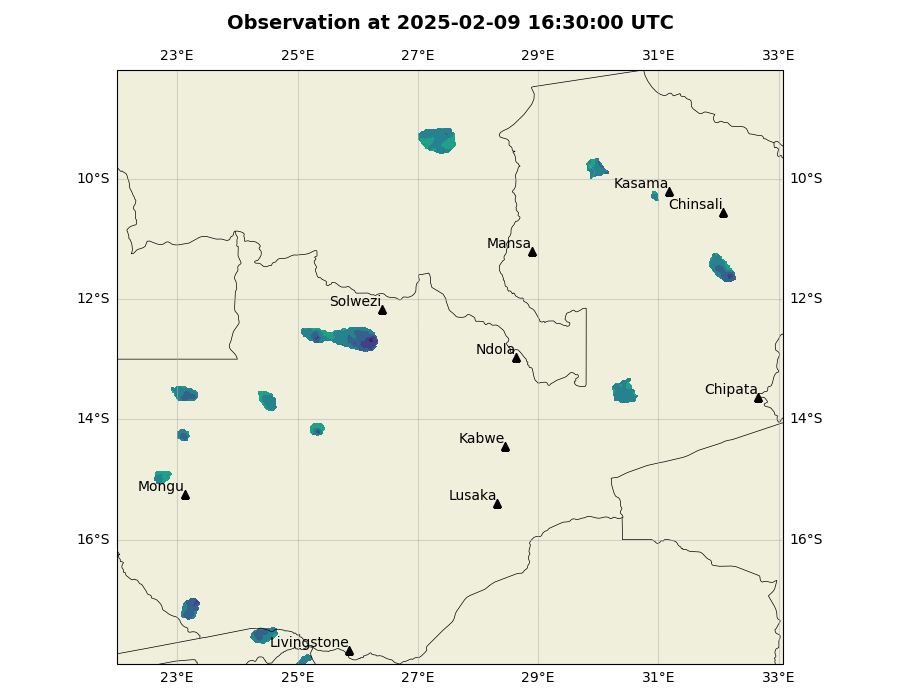 Observation at 2025-02-09 16:30:00 UTC
23°E 25°E 27°E 29°E 31°E 33°E
10°S 10°S
Kasama
Chinsali
Mansa
12°S 12°S
Solwezi
Ndola
Chipata
14°S 14°S
Kabwe
Mongu
Lusaka
16°S 16°S
Livingstone
23°E 25°E 27°E 29°E 31°E 33°E